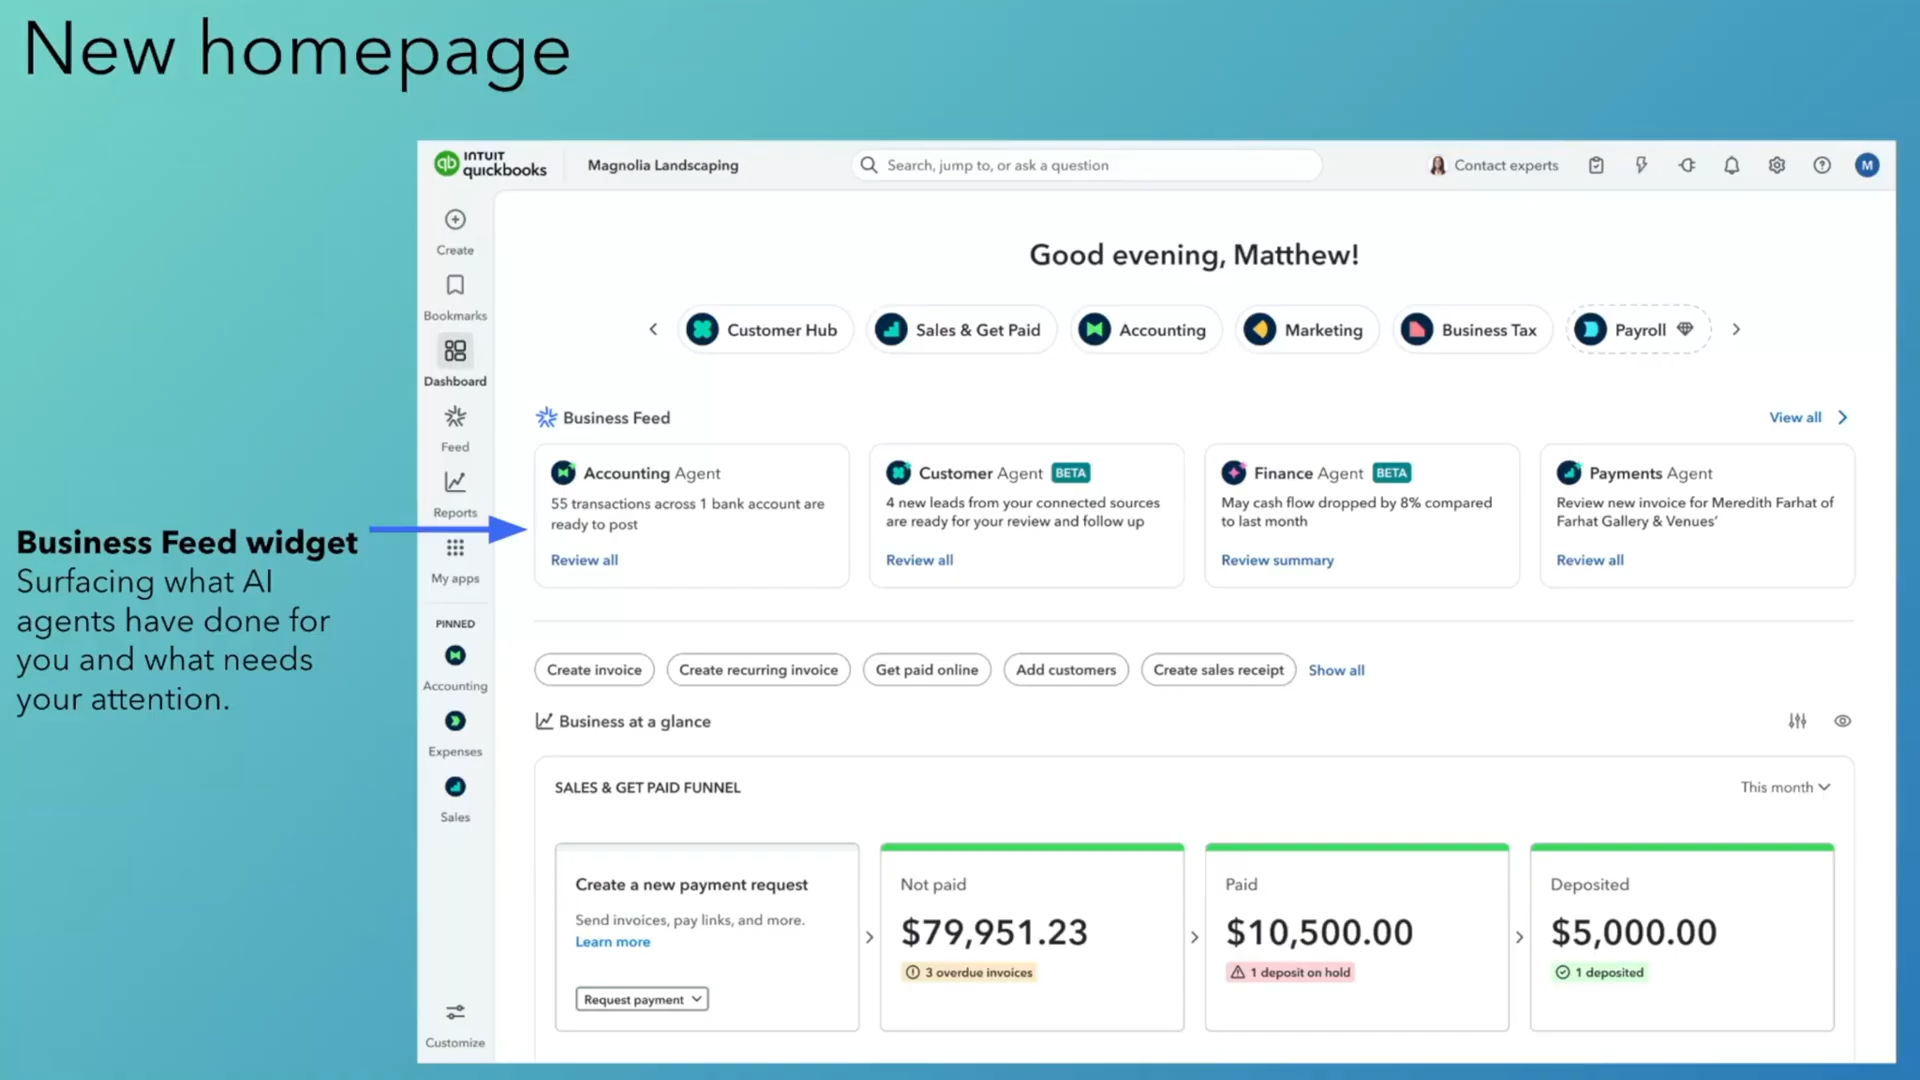 New homepage
INTUIT
quickbooks
Magnolia Landscaping
Search, jump to, or ask a question
Contact experts
M
Create
Bookmarks
Dashboard
Feed
Reports
My apps
PINNED
Accounting
Expenses
Sales
Customize
Good evening, Matthew!
Customer Hub
Sales & Get Paid
Accounting
Marketing
Business Tax
Payroll
Business Feed
View all
Accounting Agent
55 transactions across 1 bank account are
ready to post
Review all
Customer Agent BETA
4 new leads from your connected sources
are ready for your review and follow up
Review all
Finance Agent BETA
May cash flow dropped by 8% compared
to last month
Review summary
Payments Agent
Review new invoice for Meredith Farhat of
Farhat Gallery & Venues’
Review all
Business Feed widget
Surfacing what AI
agents have done for
you and what needs
your attention.
Create invoice
Create recurring invoice
Get paid online
Add customers
Create sales receipt
Show all
Business at a glance
SALES & GET PAID FUNNEL
This month
Create a new payment request
Send invoices, pay links, and more.
Learn more
Request payment
Not paid
$79,951.23
3 overdue invoices
Paid
$10,500.00
1 deposit on hold
Deposited
$5,000.00
1 deposited